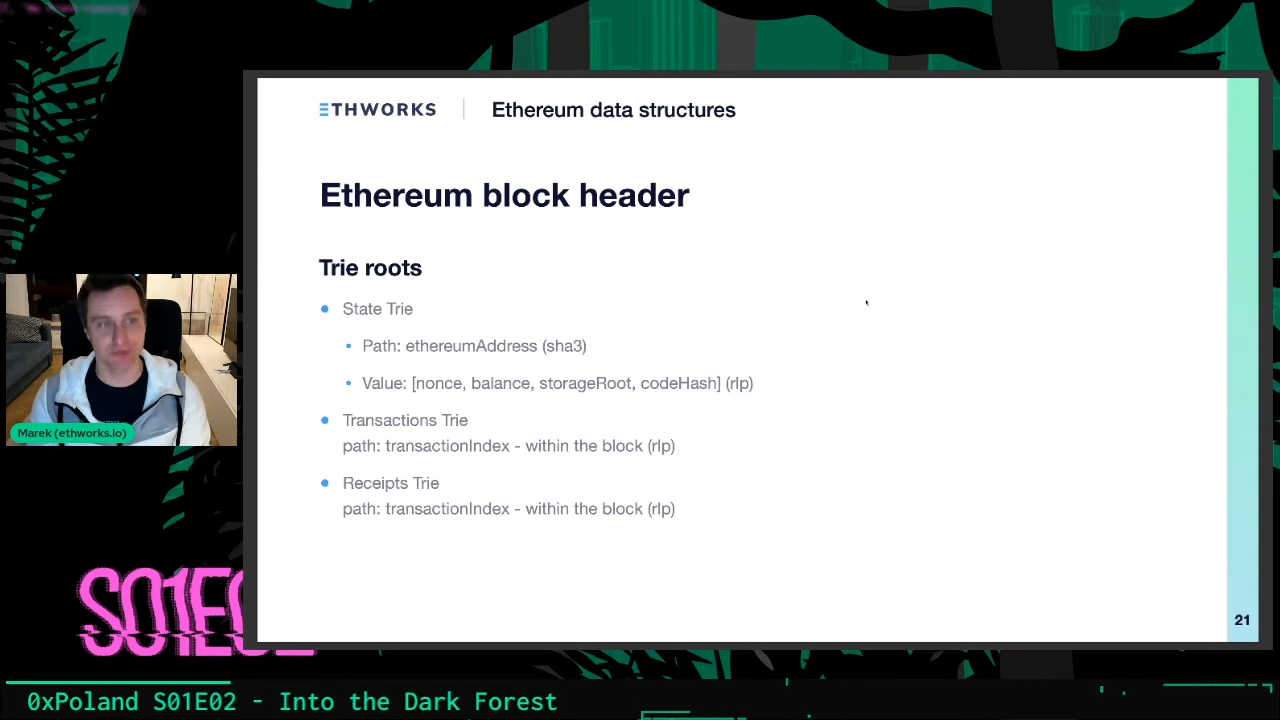 ETHWORKS
Ethereum data structures
Ethereum block header
Trie roots
State Trie
Path: ethereumAddress (sha3)
Value: [nonce, balance, storageRoot, codeHash] (rlp)
Transactions Trie
path: transactionIndex - within the block (rlp)
Receipts Trie
path: transactionIndex - within the block (rlp)
21
Marek (ethworks.io)
S01E02
0xPoland S01E02 - Into the Dark Forest